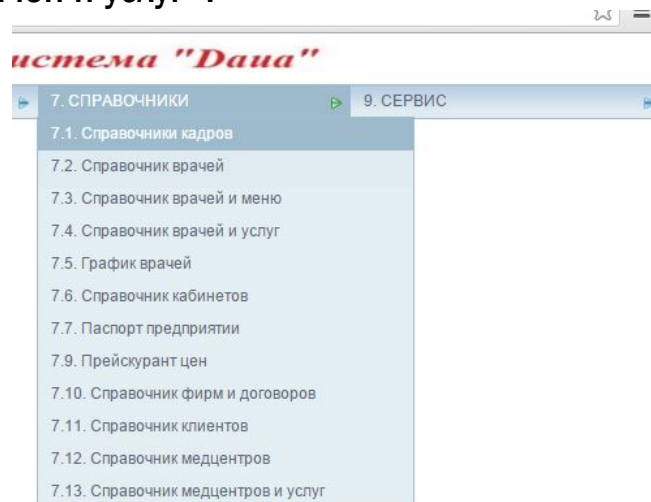 истема "Дана"
7. СПРАВОЧНИКИ 9. СЕРВИС
7.1. Справочники кадров
7.2. Справочник врачей
7.3. Справочник врачей и меню
7.4. Справочник врачей и услуг
7.5. График врачей
7.6. Справочник кабинетов
7.7. Паспорт предприятии
7.9. Прейскурант цен
7.10. Справочник фирм и договоров
7.11. Справочник клиентов
7.12. Справочник медцентров
7.13. Справочник медцентров и услуг